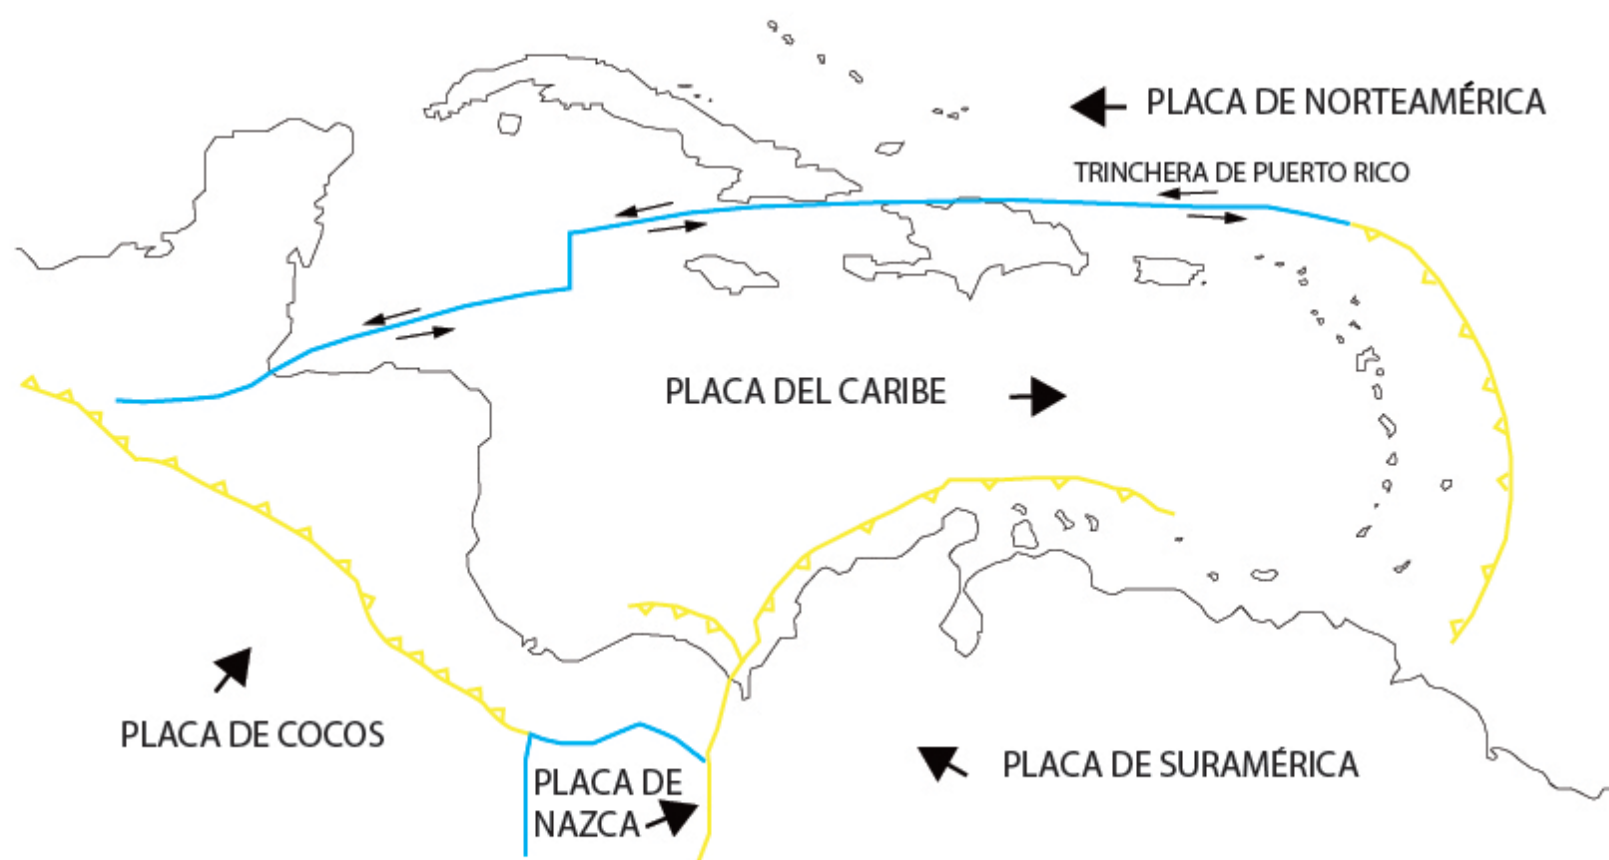 PLACA DE NORTEAMÉRICA
TRINCHERA DE PUERTO RICO
PLACA DEL CARIBE
PLACA DE COCOS
PLACA DE
NAZCA
PLACA DE SURAMÉRICA